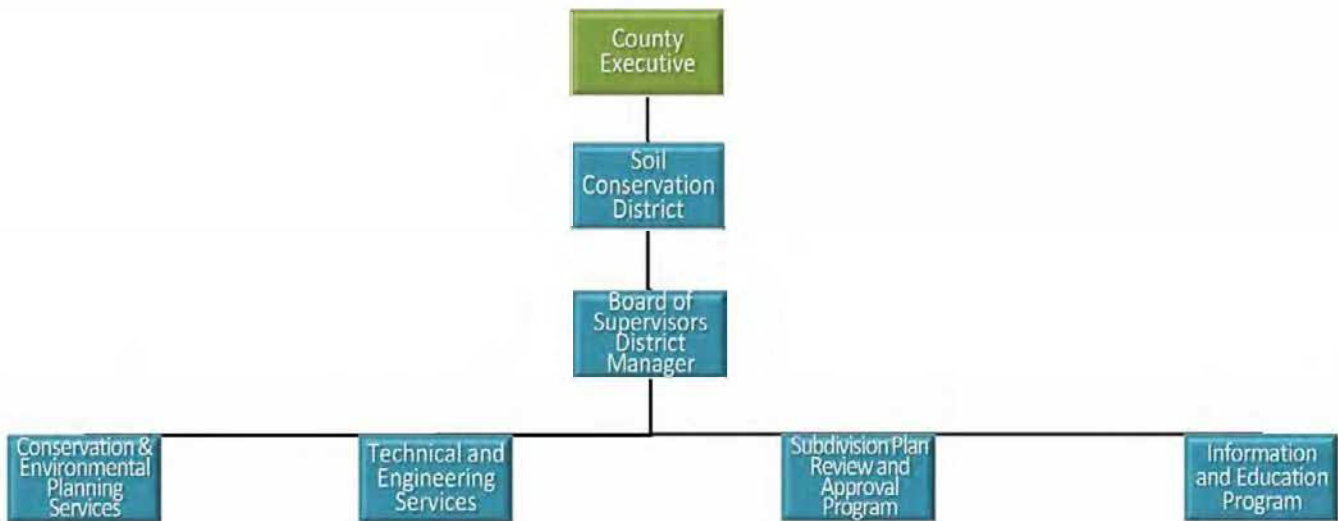 County
Executive
Soil
Conservation
District
Board of
Supervisors
District
Manager
Conservation &
Environmental
Planning
Services
Technical and
Engineering
Services
Subdivision Plan
Review and
Approval
Program
Information
and Education
Program